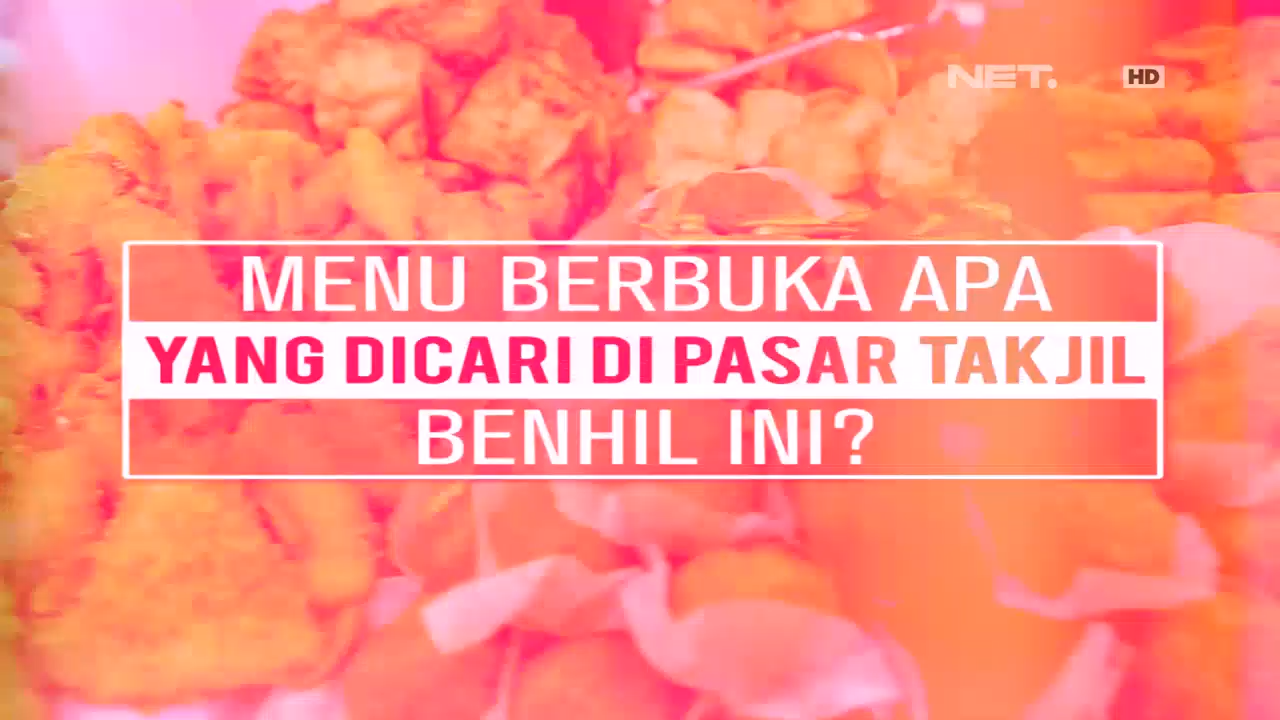 NET. HD
MENU BERBUKA APA
YANG DICARI DI PASAR TAKJIL
BENHIL INI?